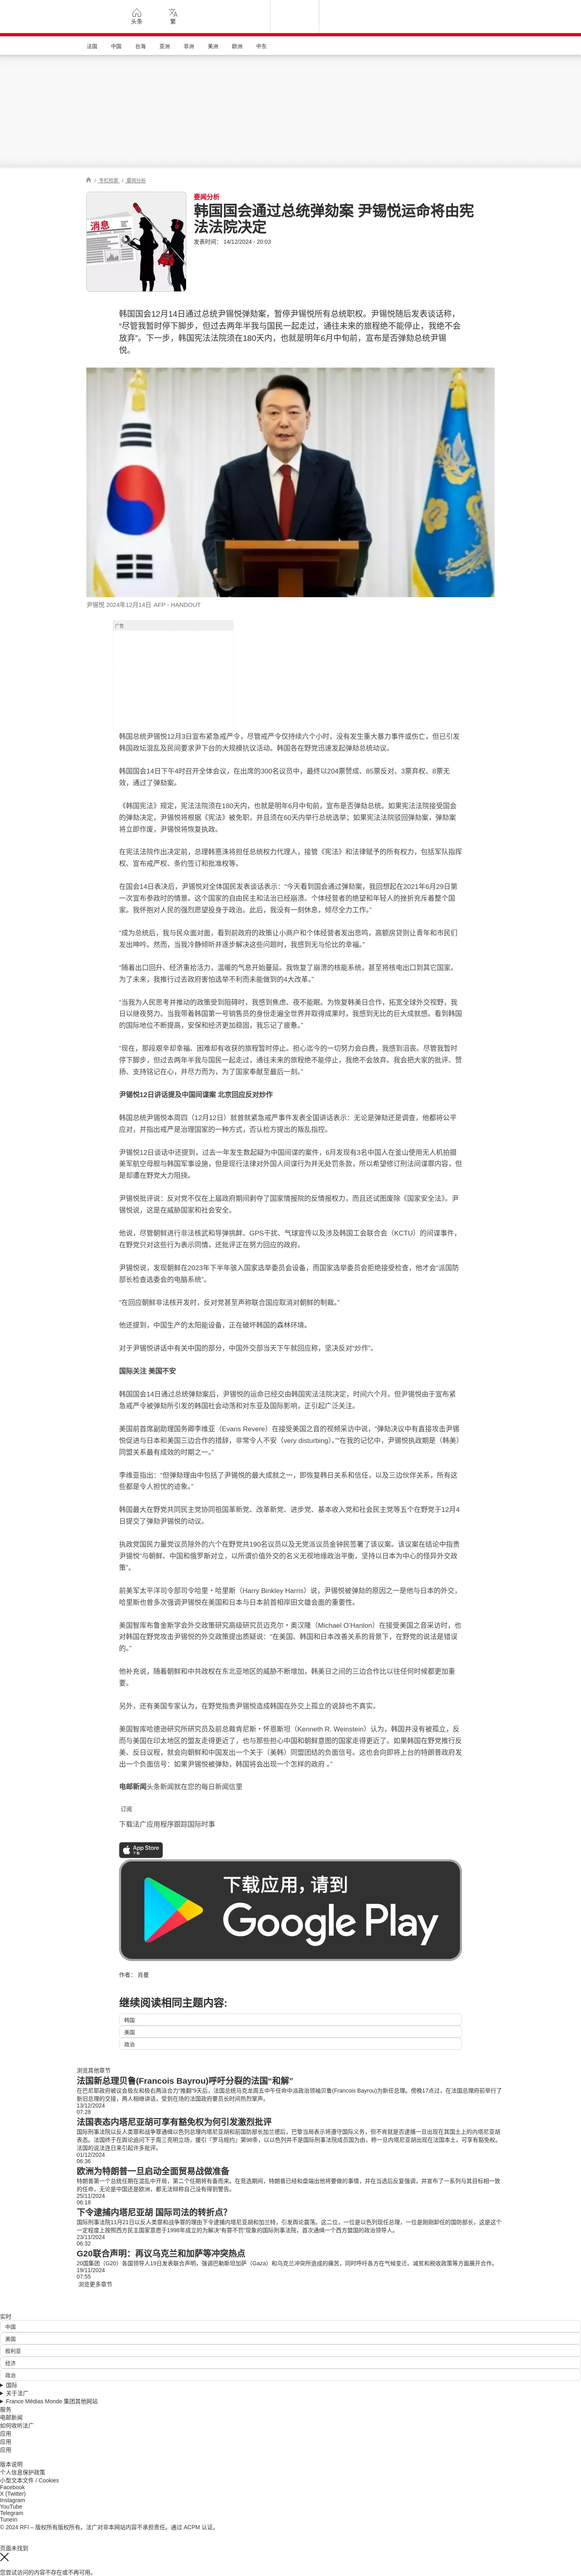 头条
繁
法国
中国
台海
亚洲
非洲
美洲
欧洲
中东
/ 专栏检索 / 要闻分析
消息
要闻分析
韩国国会通过总统弹劾案 尹锡悦运命将由宪
法法院决定
发表时间: 14/12/2024 - 20:03
韩国国会12月14日通过总统尹锡悦弹劾案，暂停尹锡悦所有总统职权。尹锡悦随后发表谈话称，
“尽管我暂时停下脚步，但过去两年半我与国民一起走过，通往未来的旅程绝不能停止，我绝不会
放弃”。下一步，韩国宪法法院须在180天内，也就是明年6月中旬前，宣布是否弹劾总统尹锡
悦。
尹锡悦 2024年12月14日 AFP - HANDOUT
广告
韩国总统尹锡悦12月3日宣布紧急戒严令，尽管戒严令仅持续六个小时，没有发生重大暴力事件或伤亡，但已引发
韩国政坛混乱及民间要求尹下台的大规模抗议活动。韩国各在野党迅速发起弹劾总统动议。
韩国国会14日下午4时召开全体会议，在出席的300名议员中，最终以204票赞成、85票反对、3票弃权、8票无
效，通过了弹劾案。
《韩国宪法》规定，宪法法院须在180天内，也就是明年6月中旬前，宣布是否弹劾总统。如果宪法法院接受国会
的弹劾决定，尹锡悦将根据《宪法》被免职，并且须在60天内举行总统选举；如果宪法法院驳回弹劾案，弹劾案
将立即作废，尹锡悦将恢复执政。
在宪法法院作出决定前，总理韩悳洙将担任总统权力代理人，接管《宪法》和法律赋予的所有权力，包括军队指挥
权、宣布戒严权、条约签订和批准权等。
在国会14日表决后，尹锡悦对全体国民发表谈话表示：“今天看到国会通过弹劾案，我回想起在2021年6月29日第
一次宣布参政时的情景。这个国家的自由民主和法治已经崩溃。个体经营者的绝望和年轻人的挫折充斥着整个国
家。我怀抱对人民的强烈愿望投身于政治。此后，我没有一刻休息，倾尽全力工作。”
“成为总统后，我与民众面对面，看到前政府的政策让小商户和个体经营者发出悲鸣，高额房贷则让青年和市民们
发出呻吟。然而，当我冷静倾听并逐步解决这些问题时，我感到无与伦比的幸福。”
“随着出口回升、经济重拾活力，温暖的气息开始蔓延。我恢复了崩溃的核能系统，甚至将核电出口到其它国家。
为了未来，我推行过去政府害怕选举不利而未能做到的4大改革。”
“当我为人民思考并推动的政策受到阻碍时，我感到焦虑、夜不能眠。为恢复韩美日合作，拓宽全球外交视野，我
日以继夜努力。当我带着韩国第一号销售员的身份走遍全世界并取得成果时，我感到无比的巨大成就感。看到韩国
的国际地位不断提高，安保和经济更加稳固，我忘记了疲惫。”
“现在，那段艰辛却幸福、困难却有收获的旅程暂时停止。担心迄今的一切努力会白费，我感到沮丧。尽管我暂时
停下脚步，但过去两年半我与国民一起走过，通往未来的旅程绝不能停止，我绝不会放弃。我会把大家的批评、赞
扬、支持铭记在心，并尽力而为，为了国家奉献至最后一刻。”
尹锡悦12日讲话提及中国间谍案 北京回应反对炒作
韩国总统尹锡悦本周四（12月12日）就曾就紧急戒严事件发表全国讲话表示：无论是弹劾还是调查，他都将公平
应对，并指出戒严是治理国家的一种方式，否认检方提出的叛乱指控。
尹锡悦12日谈话中还提到，过去一年发生数起疑为中国间谍的案件，6月发现有3名中国人在釜山使用无人机拍摄
美军航空母舰与韩国军事设施，但是现行法律对外国人间谍行为并无处罚条款，所以希望修订刑法间谍罪内容，但
是却遭在野党大力阻挠。
尹锡悦批评说：反对党不仅在上届政府期间剥夺了国家情报院的反情报权力，而且还试图废除《国家安全法》。尹
锡悦说，这是在威胁国家和社会安全。
他说，尽管朝鲜进行非法核武和导弹挑衅、GPS干扰、气球宣传以及涉及韩国工会联合会（KCTU）的间谍事件，
在野党只对这些行为表示同情，还批评正在努力回应的政府。
尹锡悦说，发现朝鲜在2023年下半年骇入国家选举委员会设备，而国家选举委员会拒绝接受检查，他才会“派国防
部长检查选委会的电脑系统”。
“在回应朝鲜非法核开发时，反对党甚至声称联合国应取消对朝鲜的制裁。”
他还提到，中国生产的太阳能设备，正在破坏韩国的森林环境。
对于尹锡悦讲话中有关中国的部分，中国外交部当天下午就回应称，坚决反对“炒作”。
国际关注 美国不安
韩国国会14日通过总统弹劾案后，尹锡悦的运命已经交由韩国宪法法院决定，时间六个月。但尹锡悦由于宣布紧
急戒严令被弹劾所引发的韩国社会动荡和对东亚及国际影响，正引起广泛关注。
美国前首席副助理国务卿李维亚（Evans Revere）在接受美国之音的视频采访中说，“弹劾决议中有直接攻击尹锡
悦促进与日本和美国三边合作的措辞，非常令人不安（very disturbing）。”“在我的记忆中，尹锡悦执政期是（韩美）
同盟关系最有成效的时期之一。”
李维亚指出：“但弹劾理由中包括了尹锡悦的最大成就之一，即恢复韩日关系和信任，以及三边伙伴关系，所有这
些都是令人担忧的迹象。”
韩国最大在野党共同民主党协同祖国革新党、改革新党、进步党、基本收入党和社会民主党等五个在野党于12月4
日提交了弹劾尹锡悦的动议。
执政党国民力量党议员除外的六个在野党共190名议员以及无党派议员金钟民签署了该议案。该议案在结论中指责
尹锡悦“与朝鲜、中国和俄罗斯对立，以所谓价值外交的名义无视地缘政治平衡，坚持以日本为中心的怪异外交政
策”。
前美军太平洋司令部司令哈里・哈里斯（Harry Binkley Harris）说，尹锡悦被弹劾的原因之一是他与日本的外交，
哈里斯也曾多次强调尹锡悦在美国和日本与日本前首相岸田文雄会面的重要性。
美国智库布鲁金斯学会外交政策研究高级研究员迈克尔・奥汉隆（Michael O'Hanlon）在接受美国之音采访时，也
对韩国在野党攻击尹锡悦的外交政策提出质疑说：“在美国、韩国和日本改善关系的背景下，在野党的说法是错误
的。”
他补充说，随着朝鲜和中共政权在东北亚地区的威胁不断增加，韩美日之间的三边合作比以往任何时候都更加重
要。
另外，还有美国专家认为，在野党指责尹锡悦造成韩国在外交上孤立的说辞也不真实。
美国智库哈德逊研究所研究员及前总裁肯尼斯・怀恩斯坦（Kenneth R. Weinstein）认为，韩国并没有被孤立，反
而与美国在印太地区的盟友走得更近了，也与那些担心中国和朝鲜意图的国家走得更近了。如果韩国在野党推行反
美、反日议程，就会向朝鲜和中国发出一个关于（美韩）同盟团结的负面信号。这也会向即将上台的特朗普政府发
出一个负面信号：如果尹锡悦被弹劾，韩国将会出现一个怎样的政府 。”
电邮新闻头条新闻就在您的每日新闻信里
订阅
下载法广应用程序跟踪国际时事
App Store
下载
下载应用，请到
Google Play
作者： 肖曼
继续阅读相同主题内容:
韩国
美国
政治
浏览其他章节
法国新总理贝鲁(Francois Bayrou)呼吁分裂的法国“和解”
在巴尼耶政府被议会极左和极右两派合力“推翻”9天后，法国总统马克龙周五中午任命中派政治领袖贝鲁(Francois Bayrou)为新任总理。傍晚17点过，在法国总理府前举行了
新旧总理的交接，两人相继讲话，受到在场的法国政府要员长时间热烈掌声。
13/12/2024
07:28
法国表态内塔尼亚胡可享有豁免权为何引发激烈批评
国际刑事法院以反人类罪和战争罪通缉以色列总理内塔尼亚胡和前国防部长加兰德后，巴黎当局表示将遵守国际义务，但不肯就是否逮捕一旦出现在其国土上的内塔尼亚胡
表态。法国终于在舆论追问下于周三亮明立场，援引『罗马规约』第98条，以以色列并不是国际刑事法院成员国为由，称一旦内塔尼亚胡出现在法国本土，可享有豁免权。
法国的说法连日来引起许多批评。
01/12/2024
06:36
欧洲为特朗普一旦启动全面贸易战做准备
特朗普第一个总统任期在混乱中开局，第二个任期将有备而来。在竞选期间，特朗普已经和盘端出他将要做的事情，并在当选后反复强调，并宣布了一系列与其目标相一致
的任命，无论是中国还是欧洲，都无法辩称自己没有得到警告。
25/11/2024
06:18
下令逮捕内塔尼亚胡 国际司法的转折点?
国际刑事法院11月21日以反人类罪和战争罪的理由下令逮捕内塔尼亚胡和加兰特，引发舆论震荡。这二位，一位是以色列现任总理，一位是刚刚卸任的国防部长，这是这个
一定程度上按照西方民主国家意愿于1998年成立的为解决“有罪不罚”现象的国际刑事法院，首次通缉一个西方盟国的政治领导人。
23/11/2024
06:32
G20联合声明：再议乌克兰和加萨等冲突热点
20国集团（G20）各国领导人19日发表联合声明，强调巴勒斯坦加萨（Gaza）和乌克兰冲突所造成的痛苦，同时呼吁各方在气候变迁、减贫和税收政策等方面展开合作。
19/11/2024
07:55
浏览更多章节
实时
中国
美国
叙利亚
经济
政治
国际
关于法广
France Médias Monde 集团其他网站
服务
电邮新闻
如何收听法广
应用
应用
应用
版本说明
个人信息保护政策
小型文本文件 / Cookies
Facebook
X (Twitter)
Instagram
YouTube
Telegram
TuneIn
© 2024 RFI – 版权所有版权所有。法广对非本网站内容不承担责任。通过 ACPM 认证。
页面未找到
您尝试访问的内容不存在或不再可用。